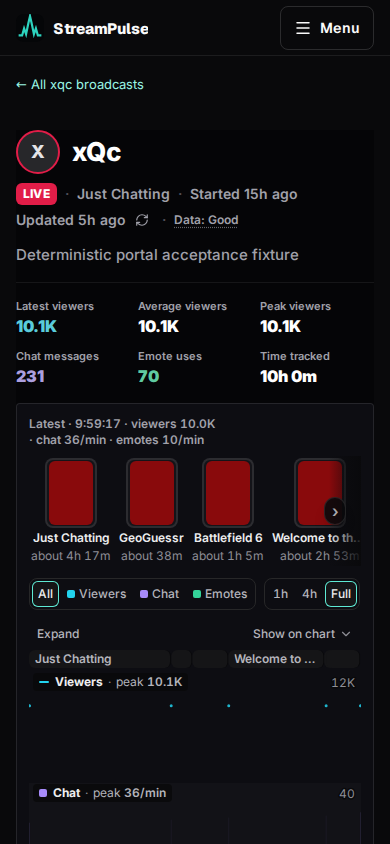 StreamPulse
Menu
← All xqc broadcasts
X
xQc
LIVE · Just Chatting · Started 15h ago
Updated 5h ago · Data: Good
Deterministic portal acceptance fixture
Latest viewers Average viewers Peak viewers
10.1K 10.1K 10.1K
Chat messages Emote uses Time tracked
231 70 10h 0m
Latest · 9:59:17 · viewers 10.0K
· chat 36/min · emotes 10/min
Just Chatting GeoGuessr Battlefield 6 Welcome to th…
about 4h 17m about 38m about 1h 5m about 2h 53m
All Viewers Chat Emotes 1h 4h Full
Expand Show on chart
Just Chatting Welcome to ...
Viewers · peak 10.1K 12K
Chat · peak 36/min 40